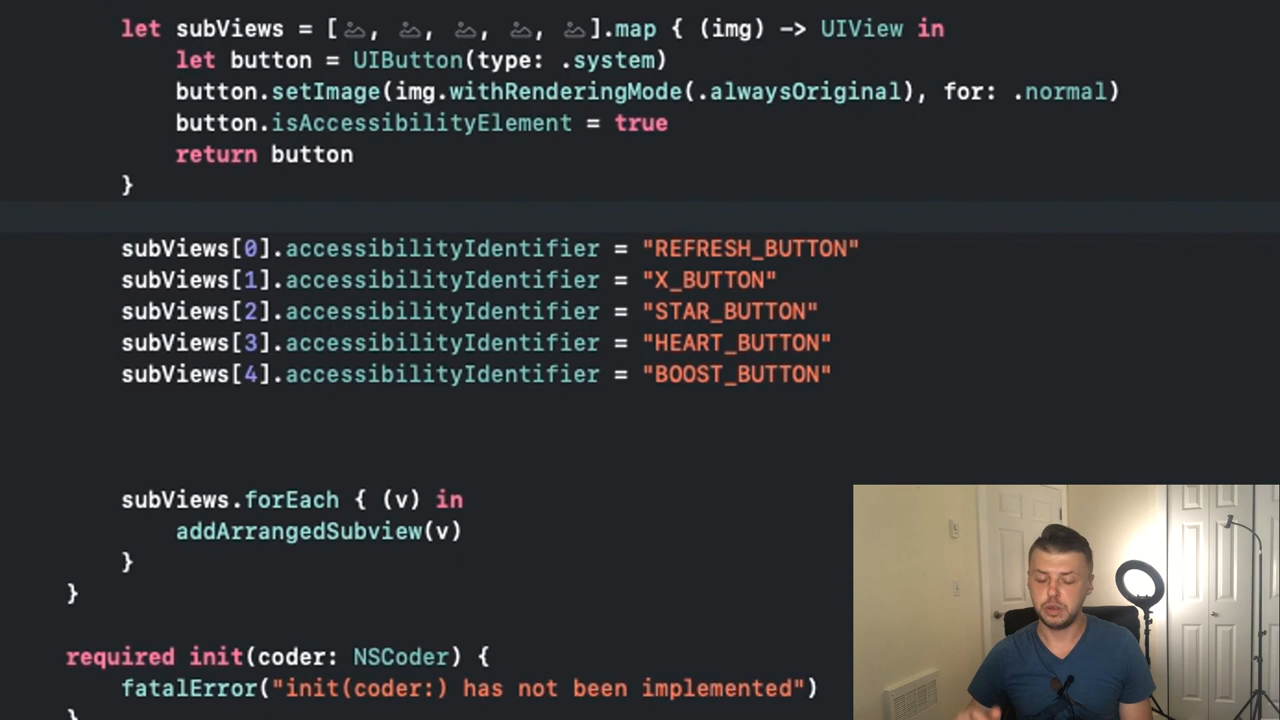 let subViews = [, , , , ].map { (img) -> UIView in
let button = UIButton(type: .system)
button.setImage(img.withRenderingMode(.alwaysOriginal), for: .normal)
button.isAccessibilityElement = true
return button
}
subViews[0].accessibilityIdentifier = "REFRESH_BUTTON"
subViews[1].accessibilityIdentifier = "X_BUTTON"
subViews[2].accessibilityIdentifier = "STAR_BUTTON"
subViews[3].accessibilityIdentifier = "HEART_BUTTON"
subViews[4].accessibilityIdentifier = "BOOST_BUTTON"
subViews.forEach { (v) in
addArrangedSubview(v)
}
}
required init(coder: NSCoder) {
fatalError("init(coder:) has not been implemented")
}